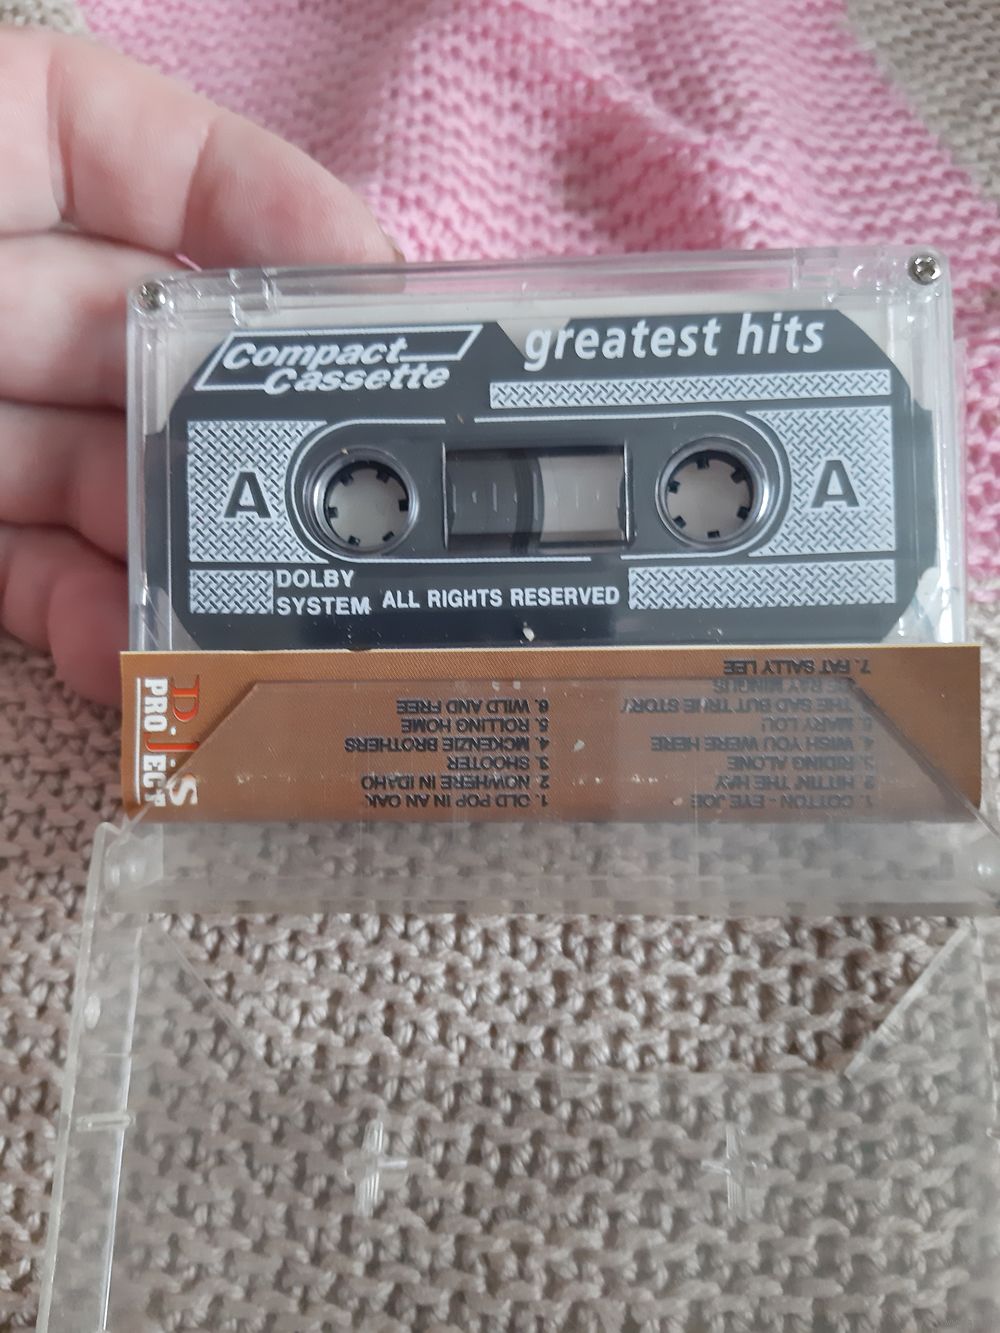 Compact
Cassette
greatest hits
A
A
DOLBY
SYSTEM
ALL RIGHTS RESERVED
D.J.'S
PROJECT
1. COTTON - EYE JOE
2. HITTIN' THE HAY
3. RIDING ALONE
4. WISH YOU WERE HERE
5. MARY LOU
THE SAD BUT TRUE STORY
RAY MINGUS
7. FAT SALLY LEE
1. OLD POP IN AN OAK
2. NOWHERE IN IDAHO
3. SHOOTER
4. MCKENZIE BROTHERS
5. ROLLING HOME
6. WILD AND FREE